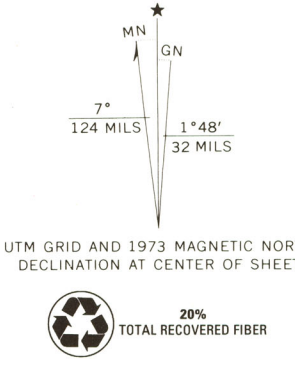 ★
MN
GN
7°
124 MILS
1°48′
32 MILS
UTM GRID AND 1973 MAGNETIC NOR
DECLINATION AT CENTER OF SHEE
20%
TOTAL RECOVERED FIBER